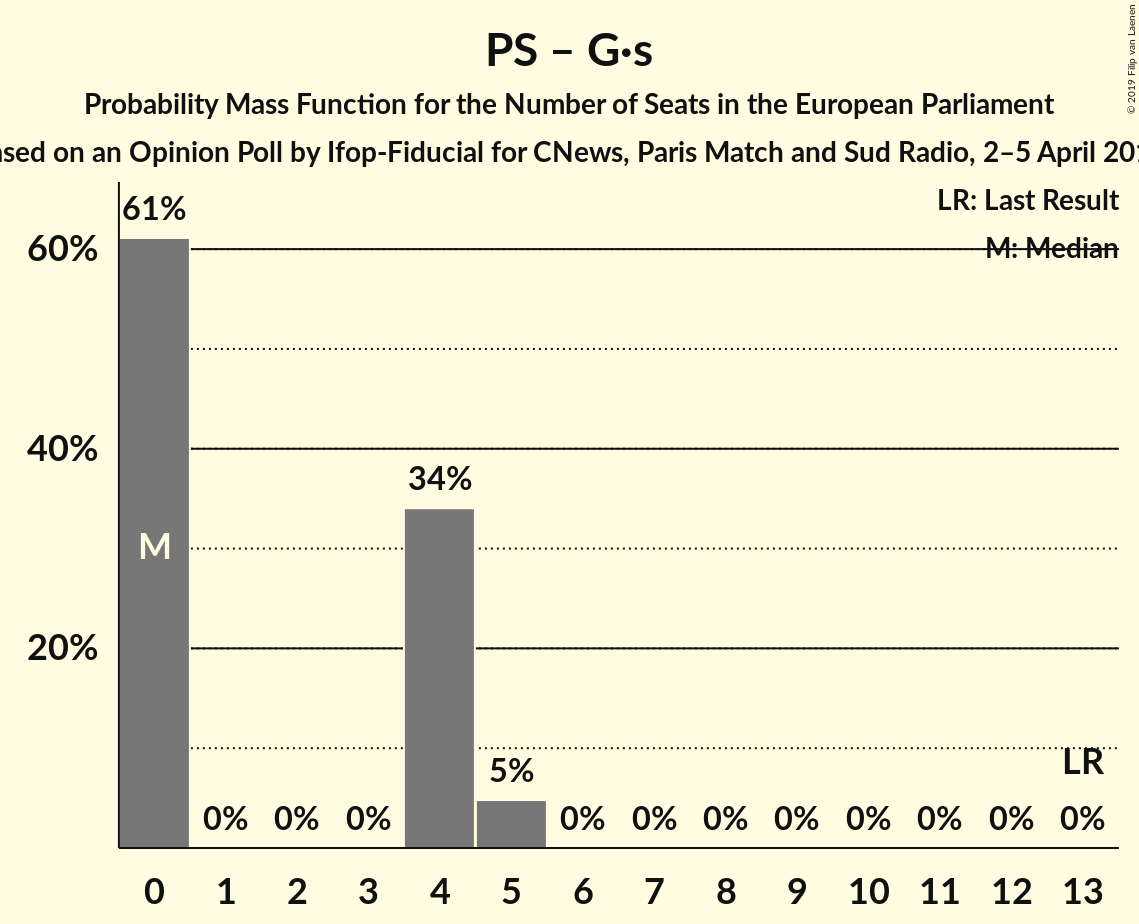 PS – G·s
Probability Mass Function for the Number of Seats in the European Parliament
on an Opinion Poll by Ifop-Fiducial for CNews, Paris Match and Sud Radio, 2–5 April
© 2019 Filip van Laenen
LR: Last Result
M: Median
61%
60%
40%
34%
M
20%
LR
5%
0% 0% 0% 0% 0% 0% 0% 0% 0% 0% 0%
0 1 2 3 4 5 6 7 8 9 10 11 12 13